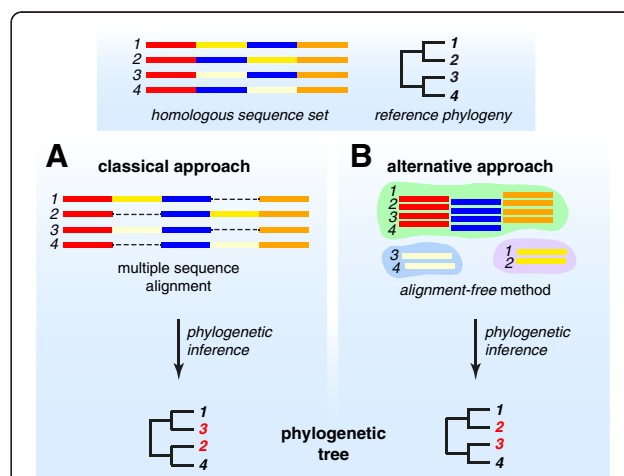 1
2
3
4
homologous sequence set
1
2
3
4
reference phylogeny
A
classical approach
1
2
3
4
multiple sequence
alignment
phylogenetic
inference
1
3
2
4
B
alternative approach
1
2
3
4
3
4
1
2
alignment-free method
phylogenetic
inference
1
2
3
4
phylogenetic
tree